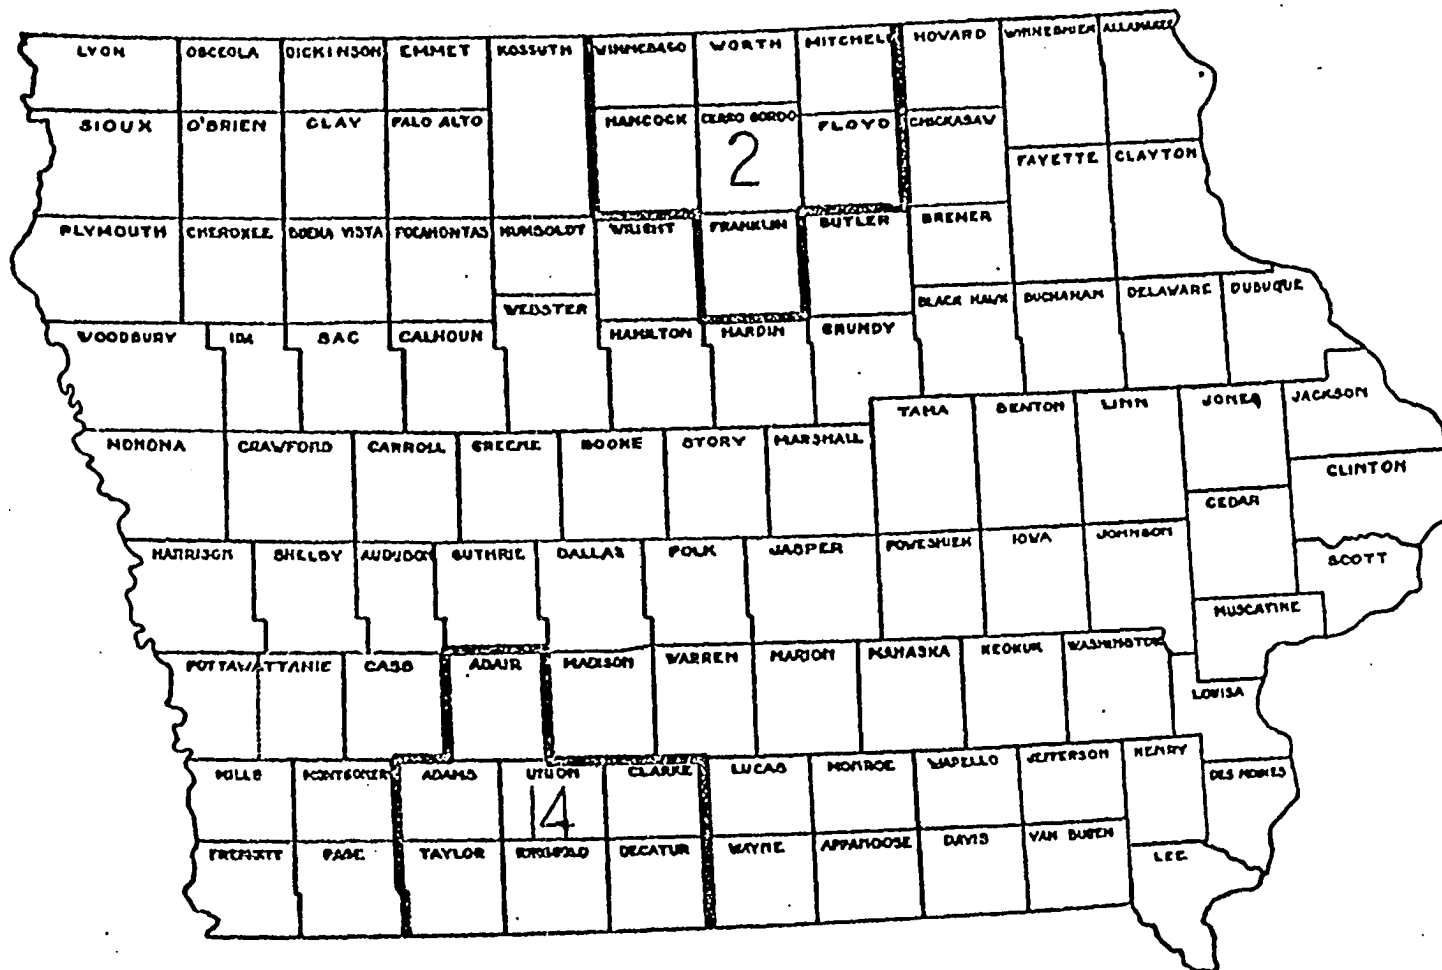 LYON OSCEOLA DICKINSON EMMET KOSSUTH WINNEBAGO WORTH MITCHELL HOWARD WINNESHIEK ALLAMAKEE
SIOUX O'BRIEN CLAY PALO ALTO HANCOCK CERRO GORDO FLOYD CHICKASAW
2
FAYETTE CLAYTON
PLYMOUTH CHEROKEE BUENA VISTA POCAHONTAS HUMBOLDT WRIGHT FRANKLIN BUTLER BREMER
WEBSTER BLACK HAWK BUCHANAN DELAWARE DUBUQUE
WOODBURY IDA SAC CALHOUN HAMILTON HARDIN GRUNDY
TAMA BENTON LINN JONES JACKSON
MONONA CRAWFORD CARROLL GREENE BOONE STORY MARSHALL
CLINTON
CEDAR
HARRISON SHELBY AUDUBON GUTHRIE DALLAS POLK JASPER POWESHIEK IOWA JOHNSON
SCOTT
MUSCATINE
POTTAWATTAMIE CASS ADAIR MADISON WARREN MARION MAHASKA KEOKUK WASHINGTON
LOUISA
MILLS MONTGOMERY ADAMS UNION CLARKE LUCAS MONROE WAPELLO JEFFERSON HENRY
DES MOINES
14
FREMONT PAGE TAYLOR RINGGOLD DECATUR WAYNE APPANOOSE DAVIS VAN BUREN
LEE